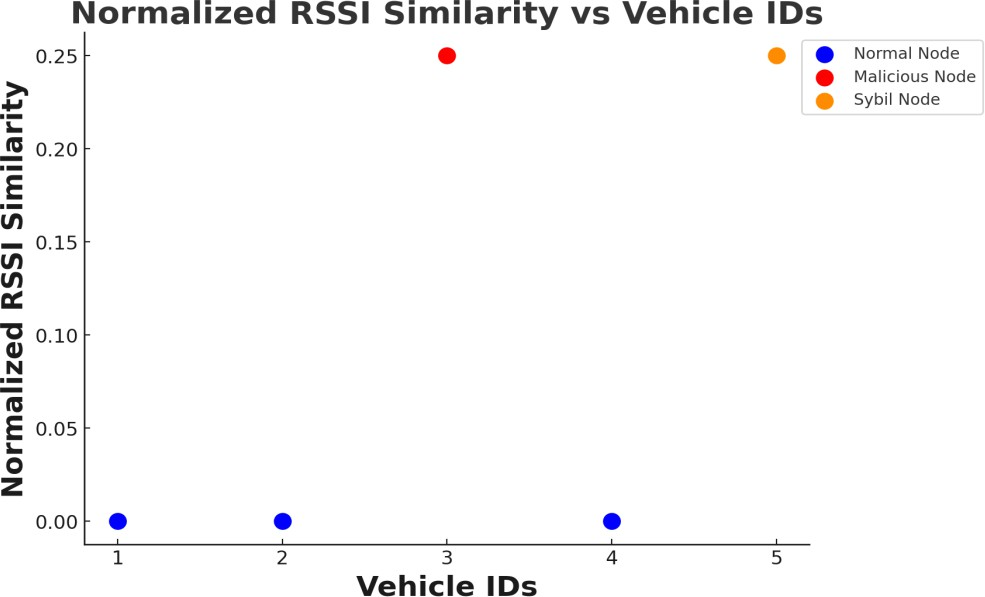 Normalized RSSI Similarity vs Vehicle IDs
Normal Node
Malicious Node
Sybil Node
Normalized RSSI Similarity
0.25
0.20
0.15
0.10
0.05
0.00
1 2 3 4 5
Vehicle IDs